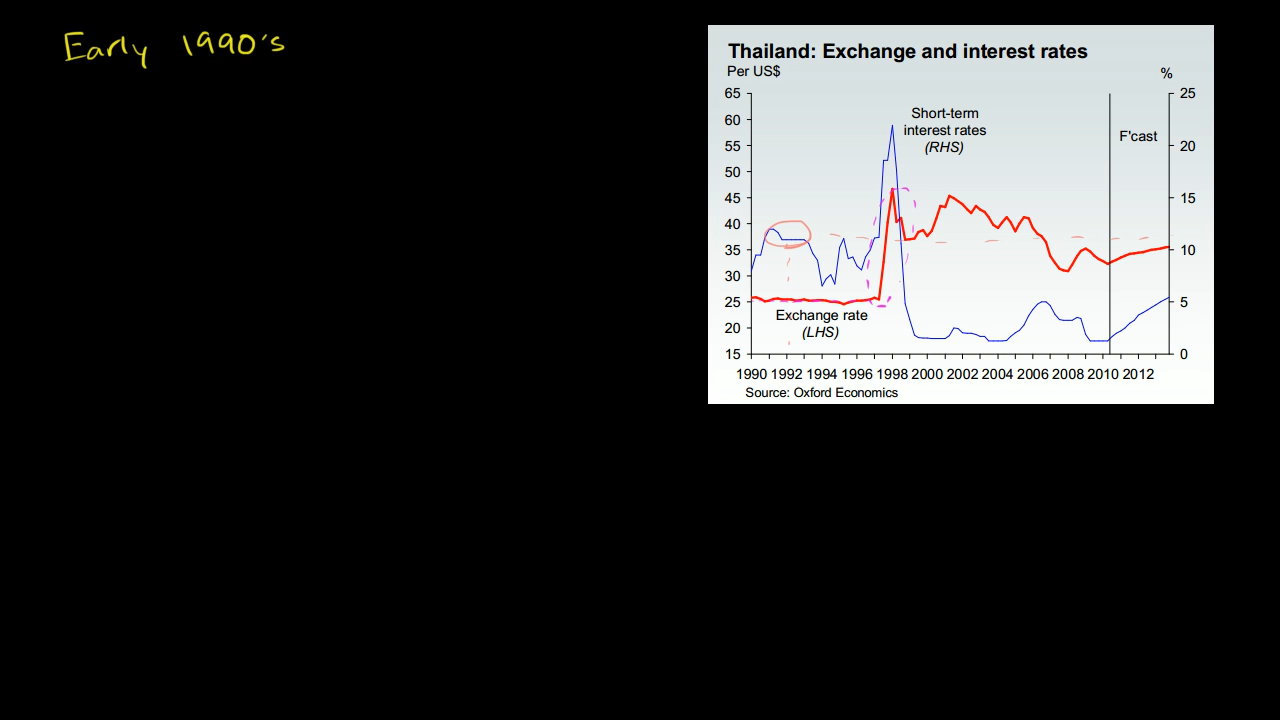 Early 1990's
Thailand: Exchange and interest rates
Per US$
%
65
60
55
50
45
40
35
30
25
20
15
25
20
15
10
5
0
Short-term
interest rates
(RHS)
F'cast
Exchange rate
(LHS)
1990 1992 1994 1996 1998 2000 2002 2004 2006 2008 2010 2012
Source: Oxford Economics